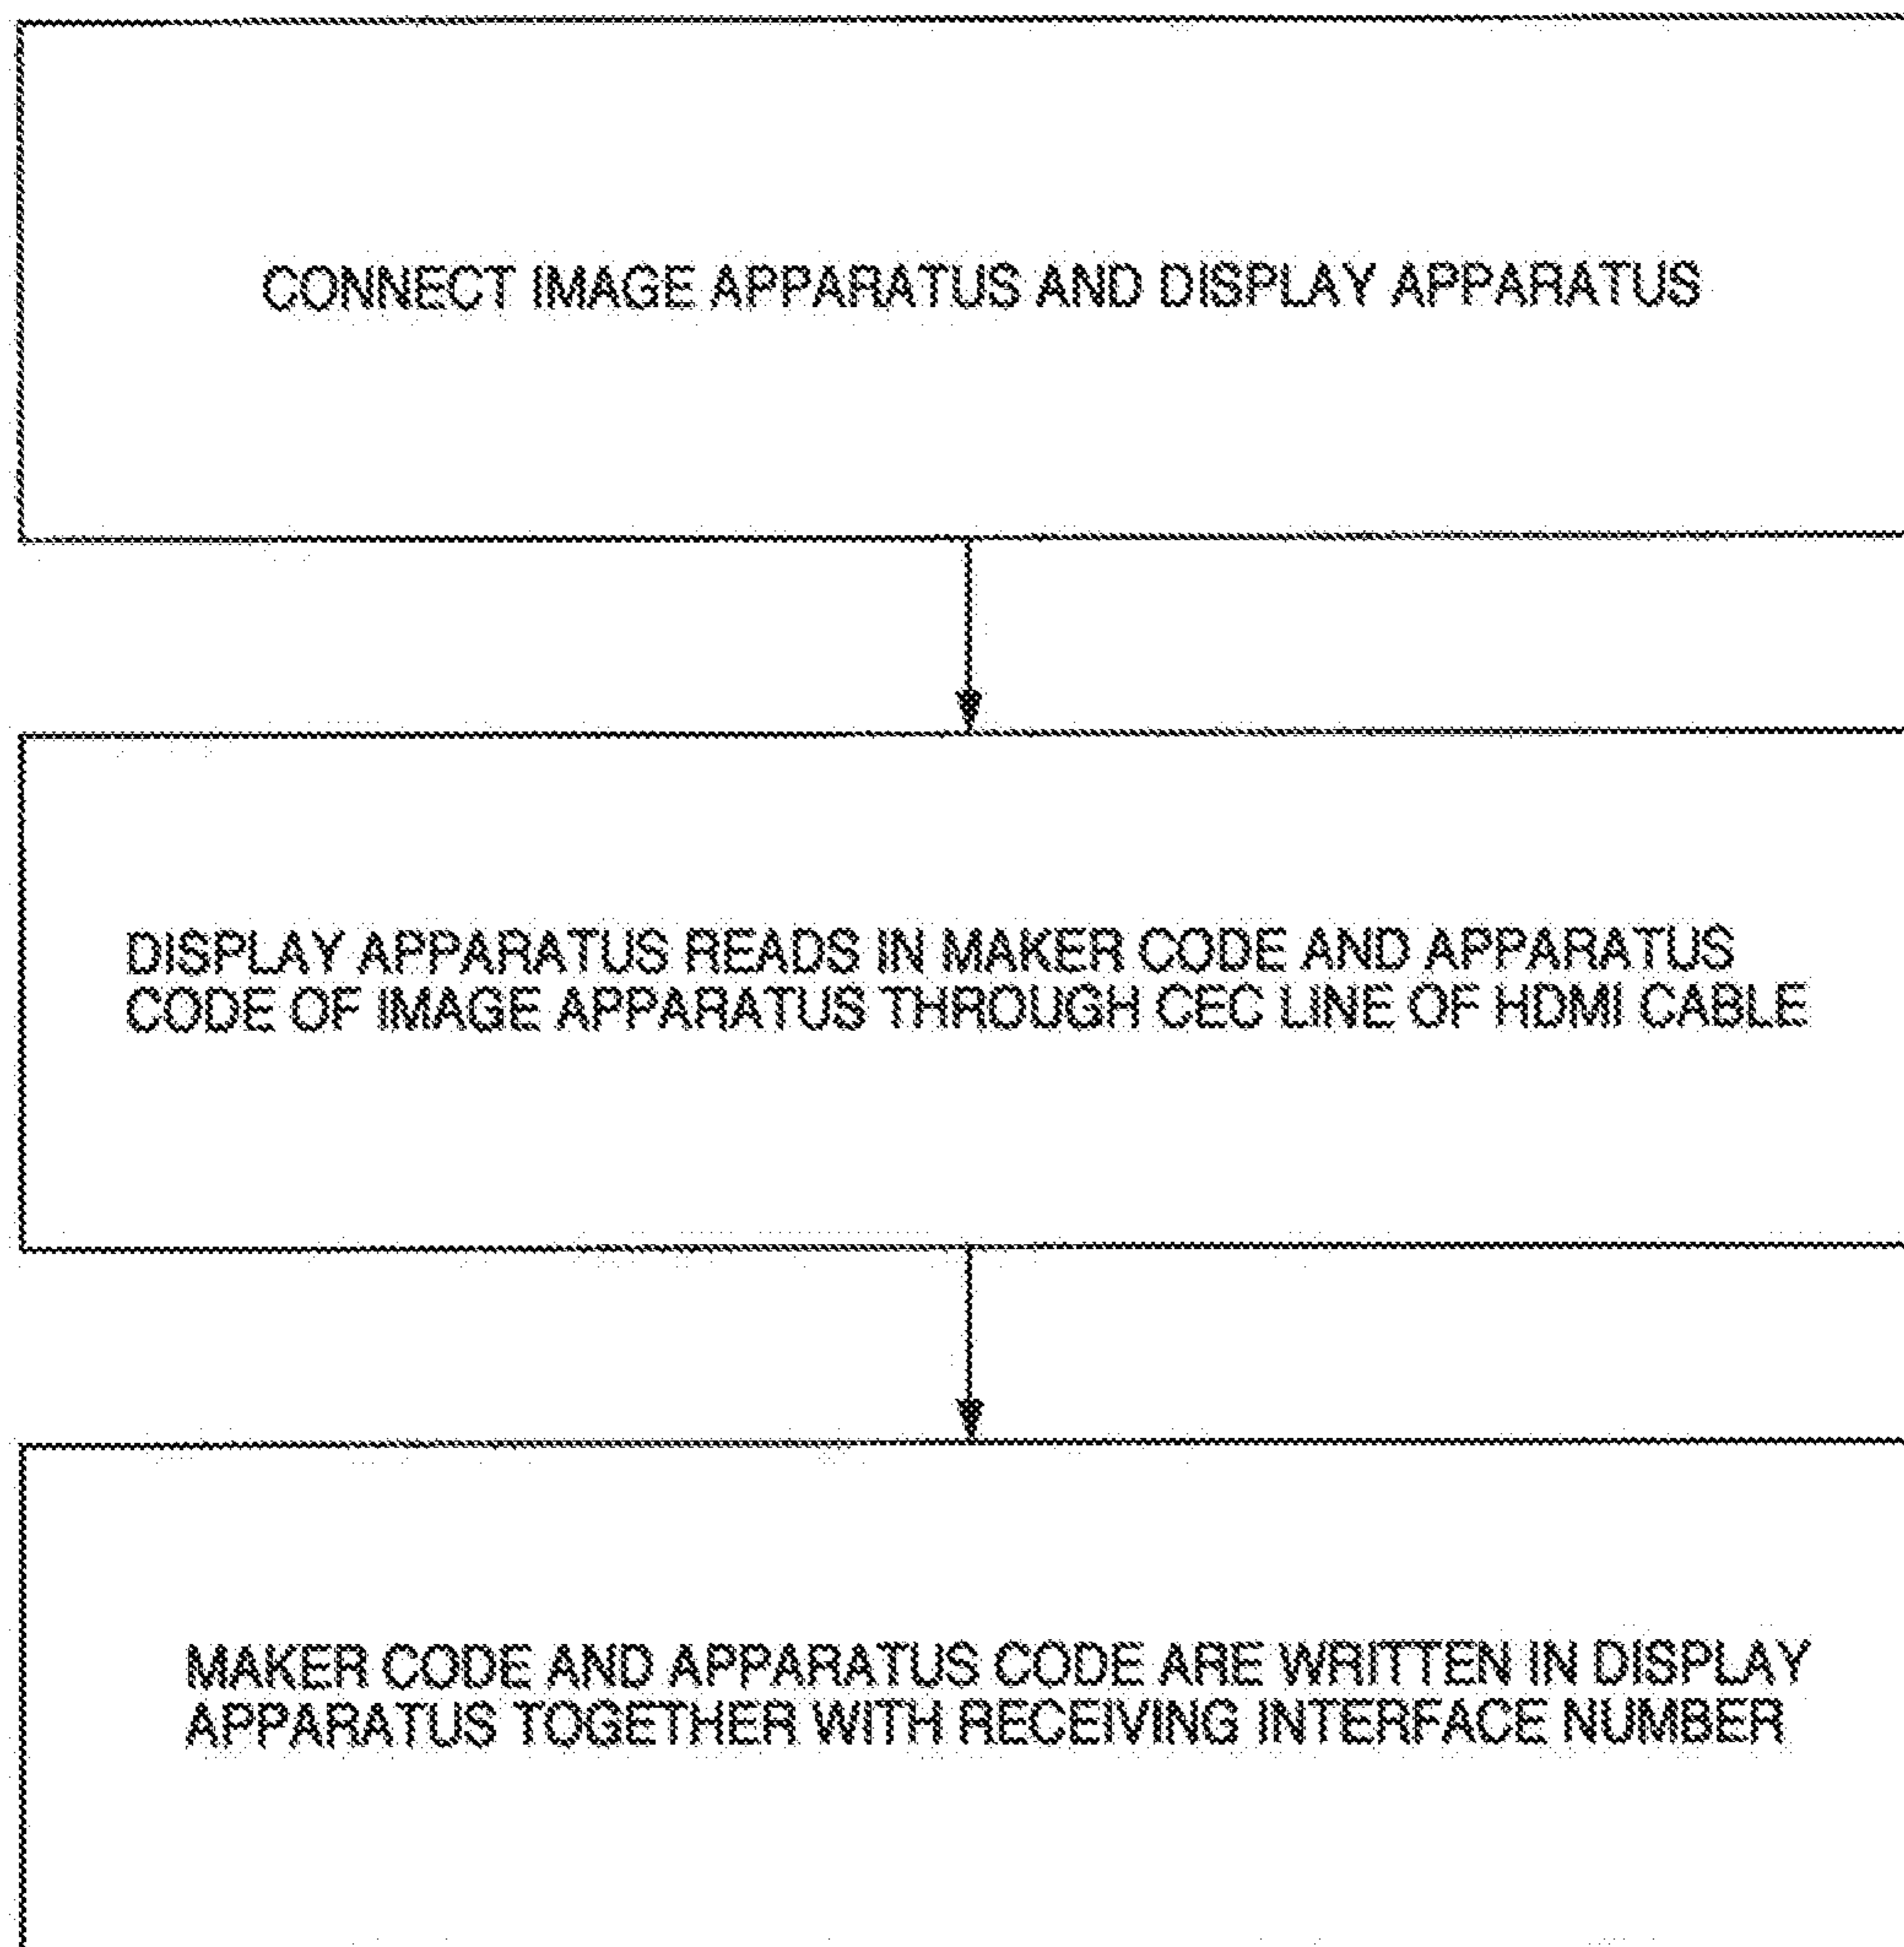 CONNECT IMAGE APPARATUS AND DISPLAY APPARATUS
DISPLAY APPARATUS READS IN MAKER CODE AND APPARATUS
CODE OF IMAGE APPARATUS THROUGH CEC LINE OF HDMI CABLE
MAKER CODE AND APPARATUS CODE ARE WRITTEN IN DISPLAY
APPARATUS TOGETHER WITH RECEIVING INTERFACE NUMBER